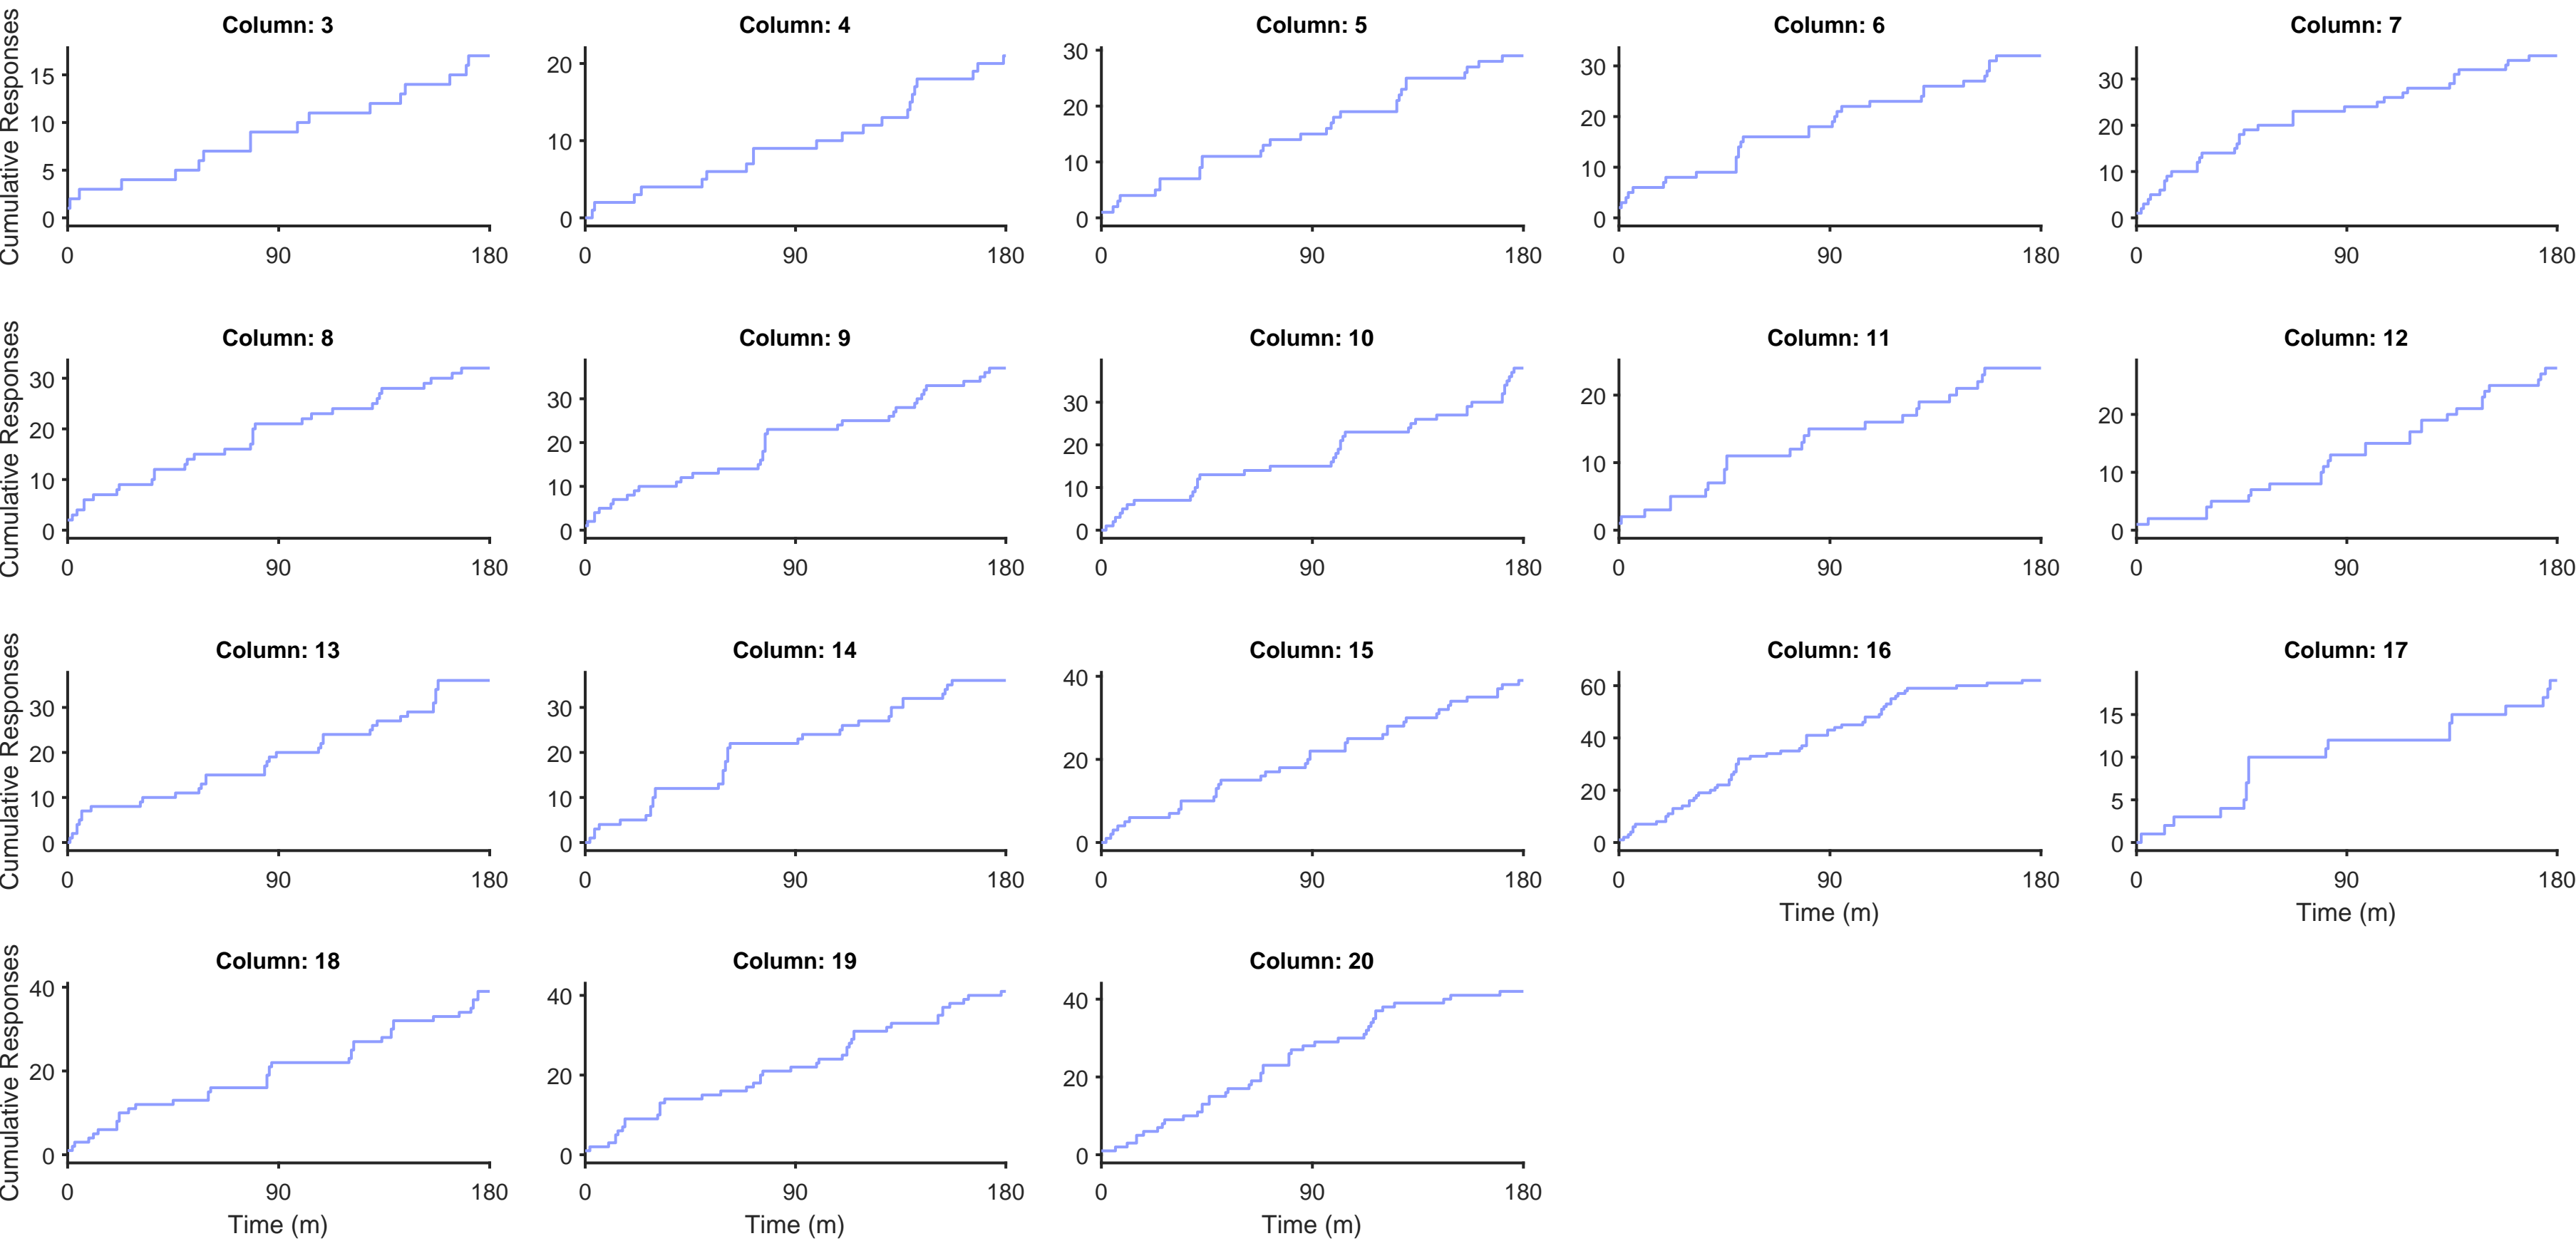 Column: 3
Column: 4
Column: 5
Column: 6
Column: 7
Cumulative Responses
15
10
5
0
0 90 180
20
10
0
0 90 180
30
20
10
0
0 90 180
30
20
10
0
0 90 180
30
20
10
0
0 90 180
Column: 8
Column: 9
Column: 10
Column: 11
Column: 12
Cumulative Responses
30
20
10
0
0 90 180
30
20
10
0
0 90 180
30
20
10
0
0 90 180
20
10
0
0 90 180
20
10
0
0 90 180
Column: 13
Column: 14
Column: 15
Column: 16
Column: 17
Cumulative Responses
30
20
10
0
0 90 180
30
20
10
0
0 90 180
40
20
0
0 90 180
60
40
20
0
0 90 180
Time (m)
15
10
5
0
0 90 180
Time (m)
Column: 18
Column: 19
Column: 20
Cumulative Responses
40
20
0
0 90 180
Time (m)
40
20
0
0 90 180
Time (m)
40
20
0
0 90 180
Time (m)